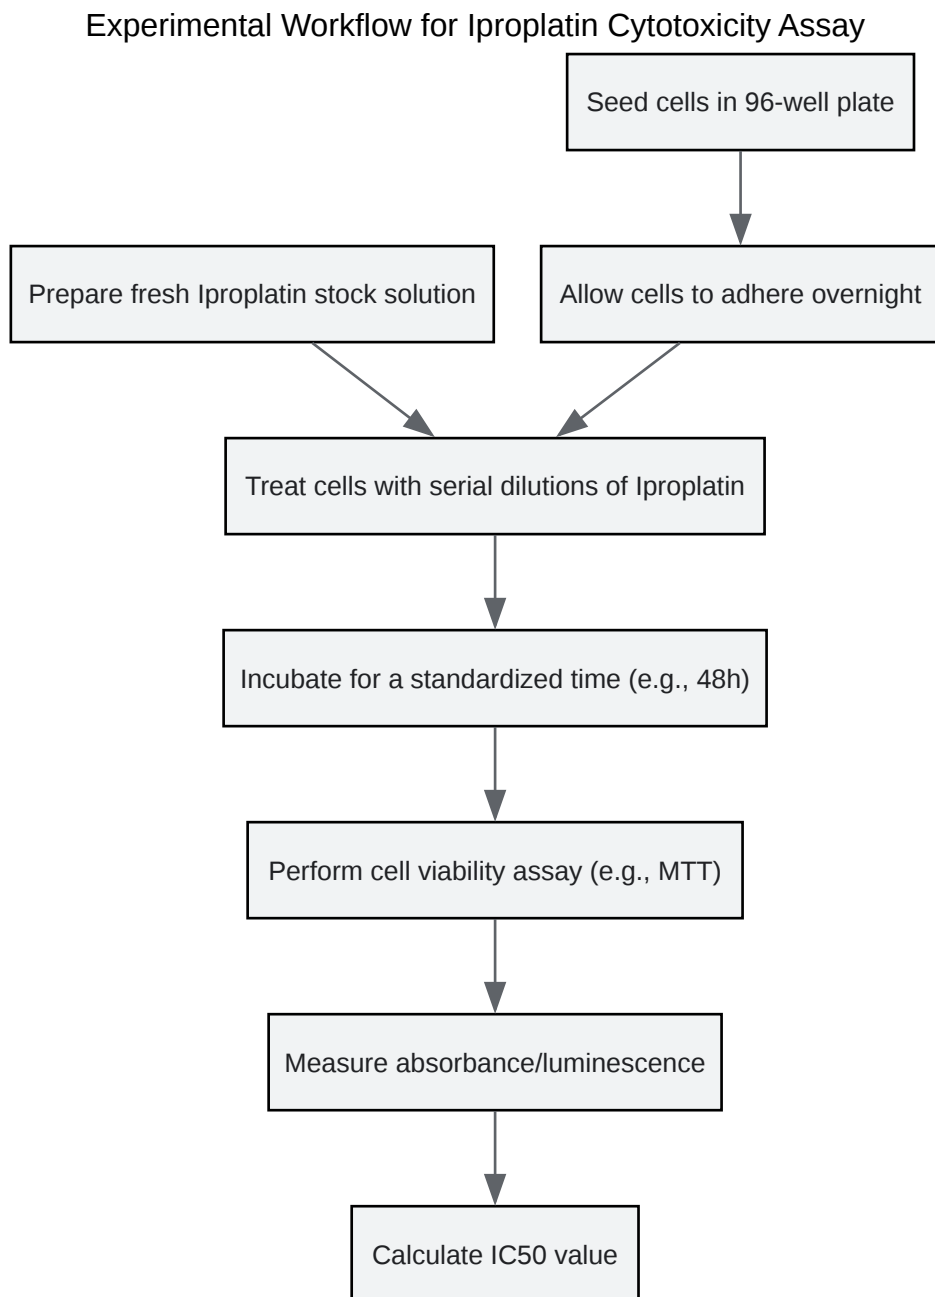 Experimental Workflow for Iproplatin Cytotoxicity Assay
Seed cells in 96-well plate
Prepare fresh Iproplatin stock solution
Allow cells to adhere overnight
Treat cells with serial dilutions of Iproplatin
Incubate for a standardized time (e.g., 48h)
Perform cell viability assay (e.g., MTT)
Measure absorbance/luminescence
Calculate IC50 value